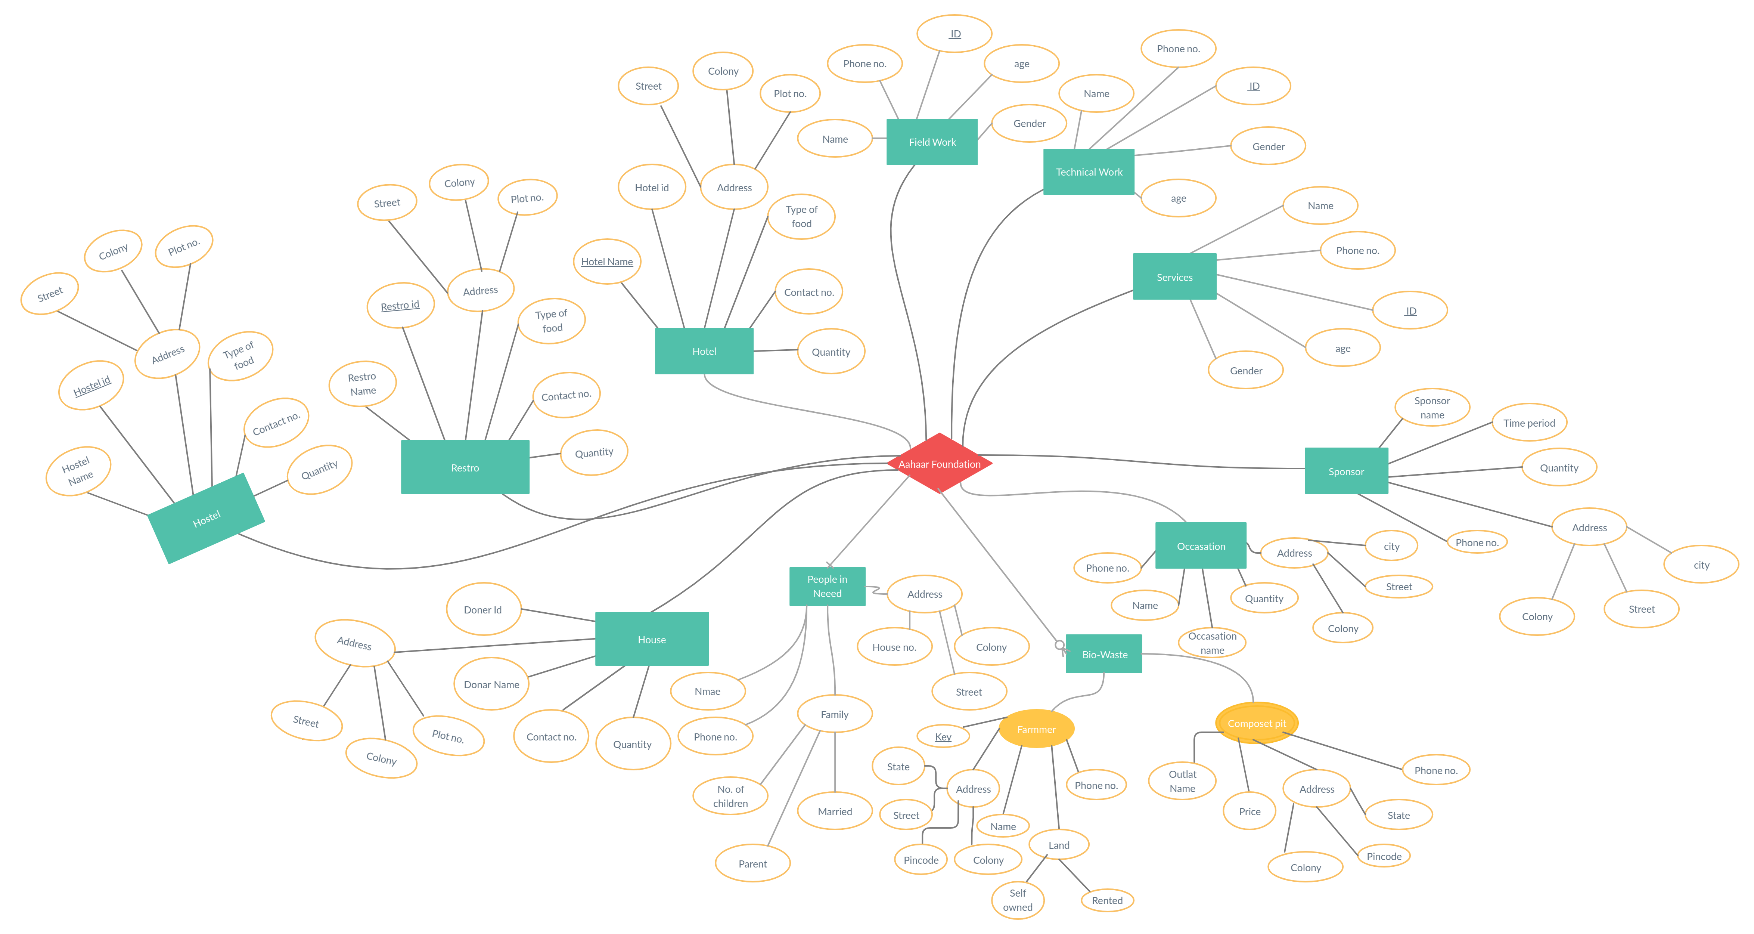 ID
Phone no.
age
Name
Gender
Field Work
Phone no.
Name
ID
Gender
age
Technical Work
Street
Colony
Plot no.
Hotel id
Address
Type of
food
Hotel Name
Contact no.
Quantity
Hotel
Name
Phone no.
ID
age
Gender
Services
Street
Colony
Plot no.
Address
Restro id
Type of
food
Restro
Name
Contact no.
Quantity
Restro
Street
Colony
Plot no.
Address
Type of
food
Hostel id
Contact no.
Hostel
Name
Quantity
Hostel
Aahaar Foundation
Sponsor
name
Time period
Quantity
Sponsor
Address
Phone no.
city
Colony
Street
Occasation
Phone no.
Name
Occasation
name
Quantity
Address
city
Street
Colony
People in
Neeed
Address
House no.
Colony
Street
Nmae
Phone no.
Family
No. of
children
Married
Parent
House
Doner Id
Address
Donar Name
Contact no.
Quantity
Street
Colony
Plot no.
Bio-Waste
Farmmer
Key
State
Address
Street
Name
Phone no.
Pincode
Colony
Land
Self
owned
Rented
Composet pit
Outlat
Name
Price
Address
Phone no.
State
Pincode
Colony